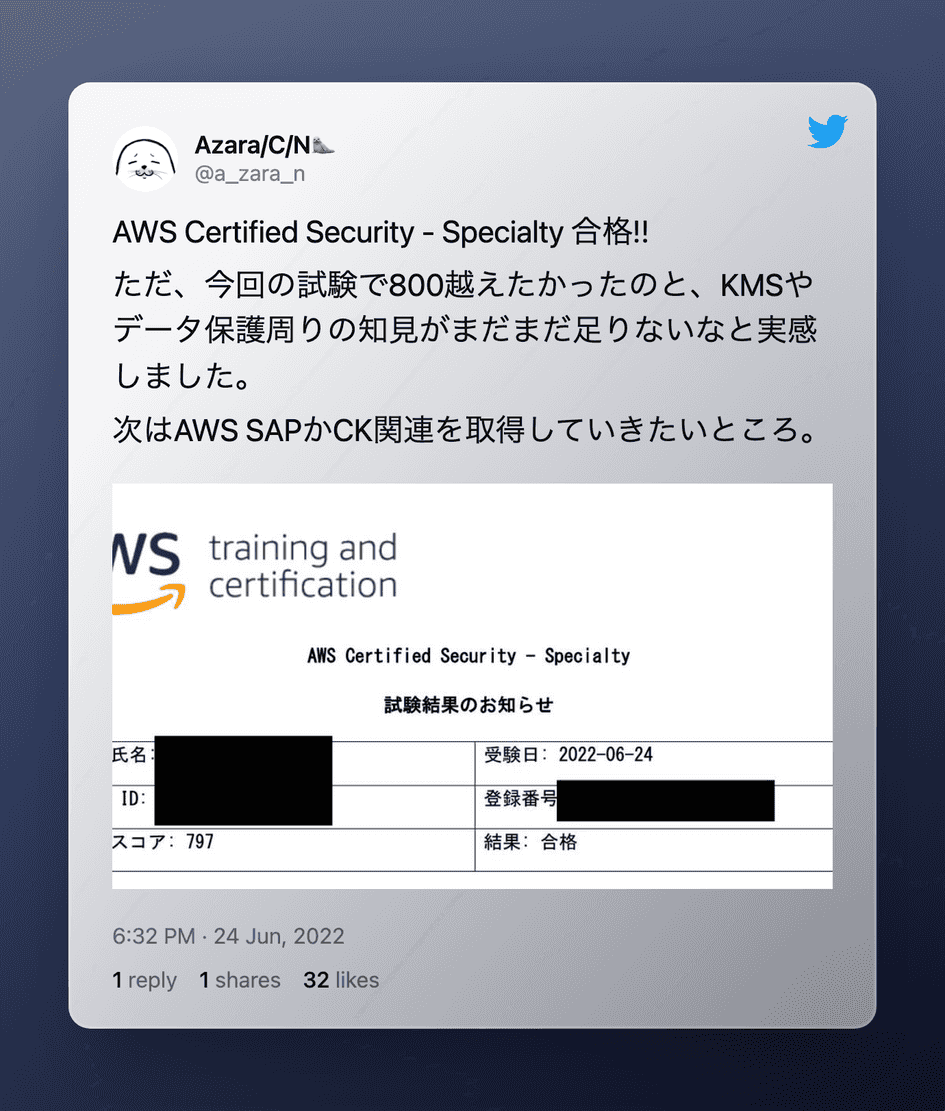 Azara/C/N🦭
@a_zara_n
AWS Certified Security - Specialty 合格!!
ただ、今回の試験で800越えたかったのと、KMSや
データ保護周りの知見がまだまだ足りないなと実感
しました。
次はAWS SAPかCK関連を取得していきたいところ。
ws training and
certification
AWS Certified Security - Specialty
試験結果のお知らせ
氏名: 受験日: 2022-06-24
ID: 登録番号
スコア: 797 結果: 合格
6:32 PM · 24 Jun, 2022
1 reply 1 shares 32 likes